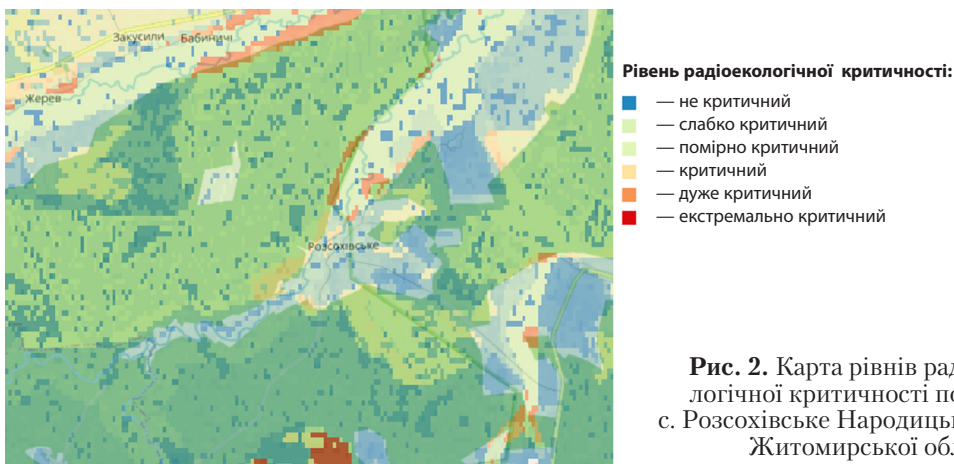 Закусили
Бабиничі
Жерев
Розсохівське
Рівень радіоекологічної критичності:
— не критичний
— слабко критичний
— помірно критичний
— критичний
— дуже критичний
— екстремально критичний
Рис. 2. Карта рівнів рад
логічної критичності по
с. Розсохівське Народиць
Житомирської обл